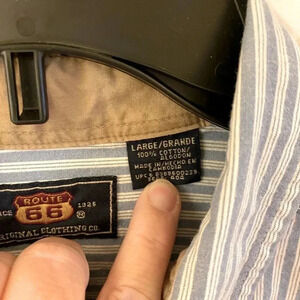 LARGE/GRANDE
100% COTTON/
ALGODON
MADE IN/HECHO EN
CAMBODIA
ROUTE
66
SINCE 1926
ORIGINAL CLOTHING CO.